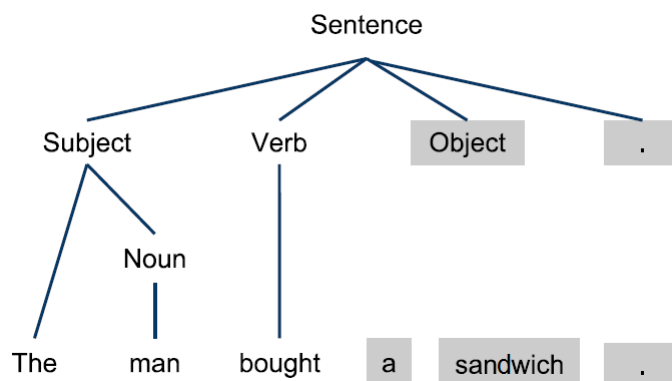 Sentence
Subject Verb Object .
Noun
The man bought a sandwich .